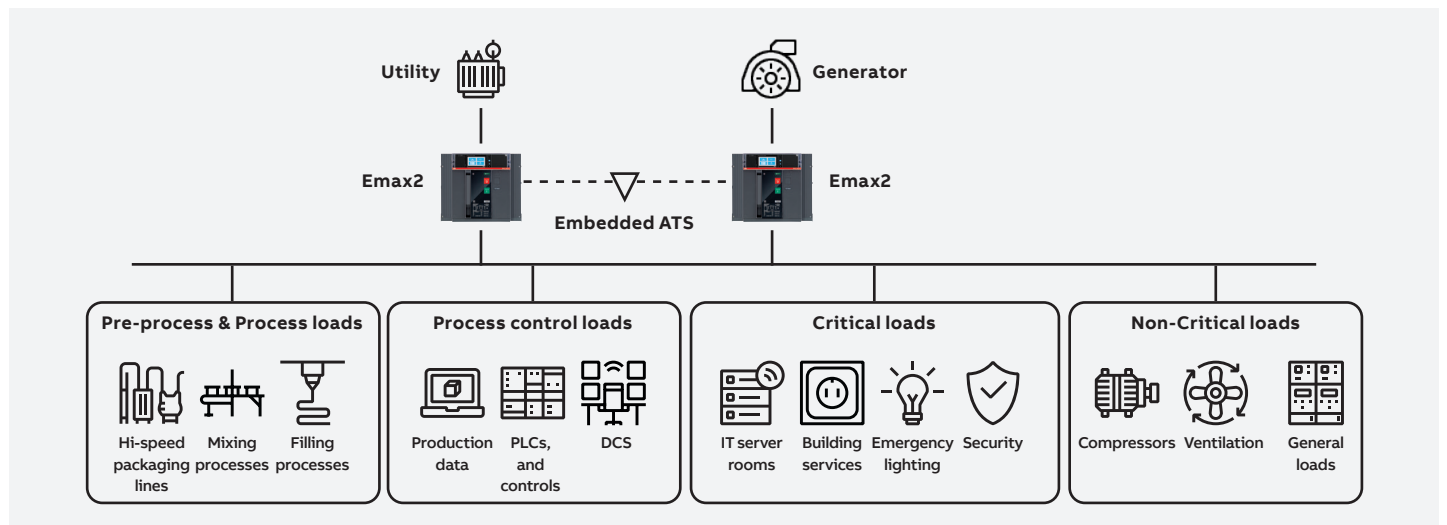 Utility
Generator
Emax2
Emax2
Embedded ATS
Pre-process & Process loads
Hi-speed
packaging
lines
Mixing
processes
Filling
processes
Process control loads
Production
data
PLCs,
and
controls
DCS
Critical loads
IT server
rooms
Building
services
Emergency
lighting
Security
Non-Critical loads
Compressors
Ventilation
General
loads